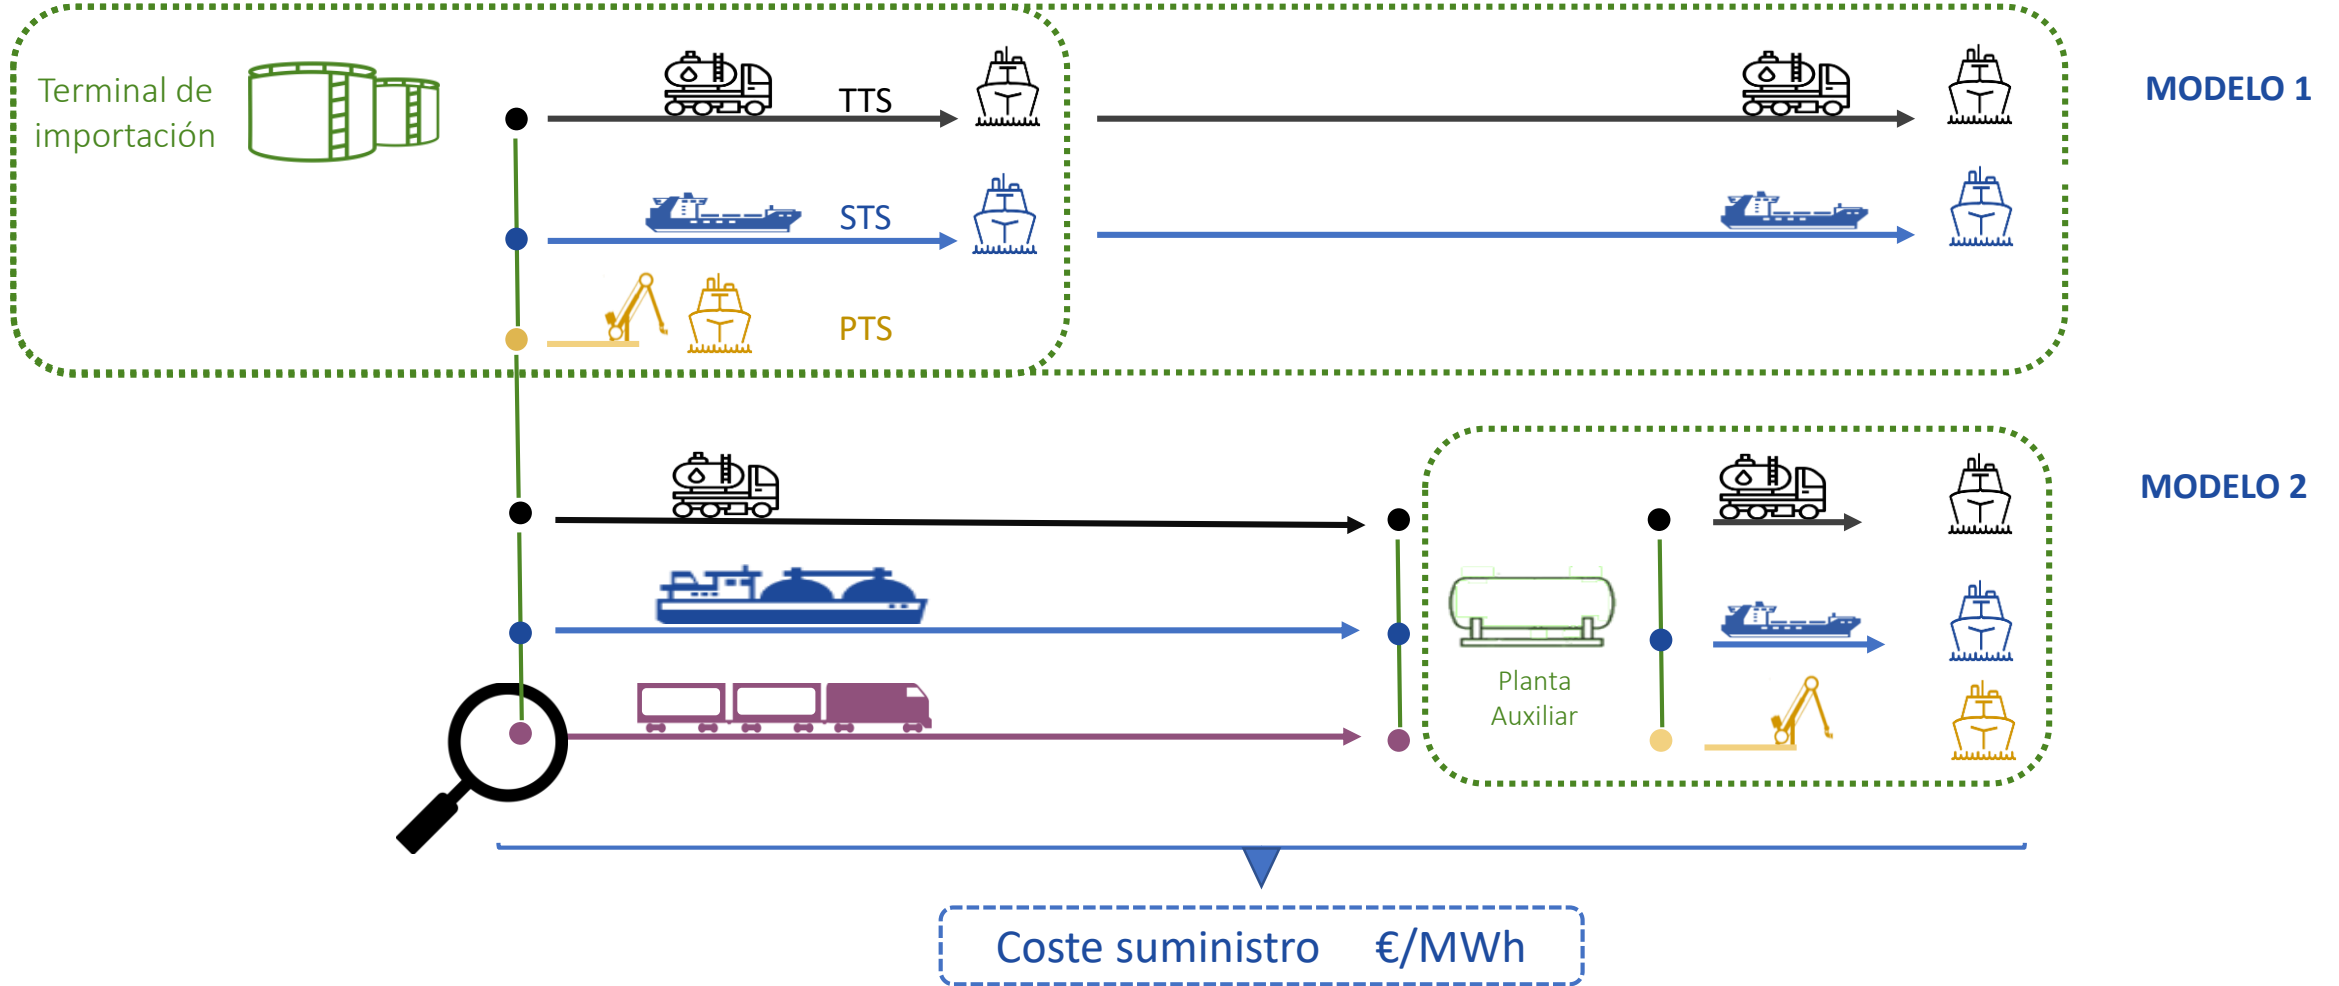 Terminal de
importación
TTS
STS
PTS
MODELO 1
MODELO 2
Planta
Auxiliar
Coste suministro €/MWh